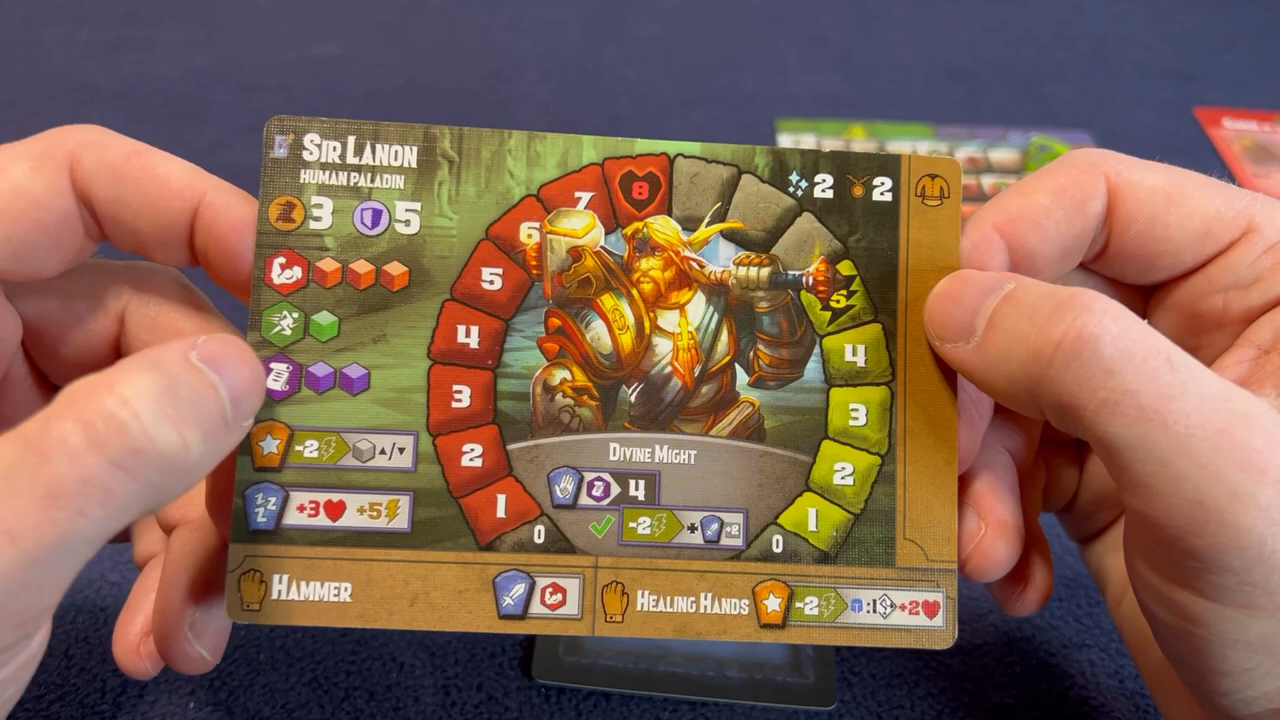 SIR LANON
HUMAN PALADIN
3 5
2 2
8
7
6
5
4
3
2
1
0
5
4
3
2
1
0
-2 ▲/▼
+3 +5
DIVINE MIGHT
4
-2 + +2
HAMMER
HEALING HANDS
-2 :1 +2